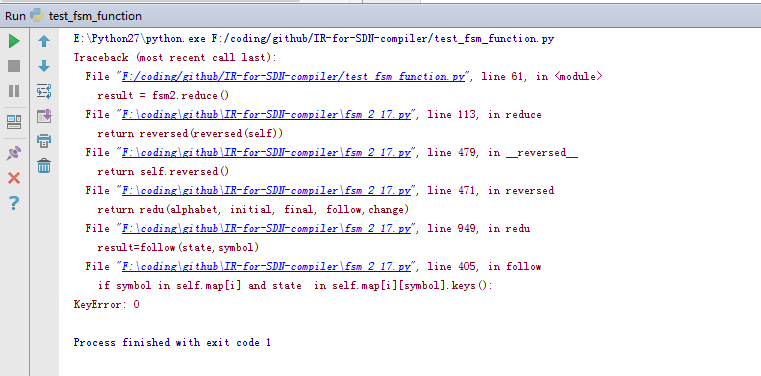 Run test_fsm_function
E:\Python27\python.exe F:/coding/github/IR-for-SDN-compiler/test_fsm_function.py
Traceback (most recent call last):
  File "F:/coding/github/IR-for-SDN-compiler/test_fsm_function.py", line 61, in <module>
    result = fsm2.reduce()
  File "F:\coding\github\IR-for-SDN-compiler\fsm_2_17.py", line 113, in reduce
    return reversed(reversed(self))
  File "F:\coding\github\IR-for-SDN-compiler\fsm_2_17.py", line 479, in __reversed__
    return self.reversed()
  File "F:\coding\github\IR-for-SDN-compiler\fsm_2_17.py", line 471, in reversed
    return redu(alphabet, initial, final, follow,change)
  File "F:\coding\github\IR-for-SDN-compiler\fsm_2_17.py", line 949, in redu
    result=follow(state,symbol)
  File "F:\coding\github\IR-for-SDN-compiler\fsm_2_17.py", line 405, in follow
    if symbol in self.map[i] and state  in self.map[i][symbol].keys():
KeyError: 0
Process finished with exit code 1